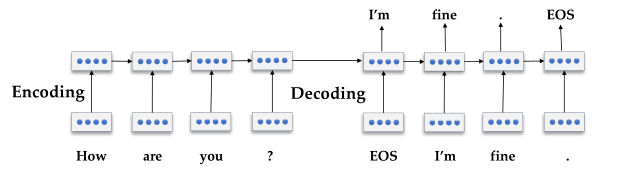 I'm fine . EOS
Encoding
Decoding
How are you ? EOS I'm fine .